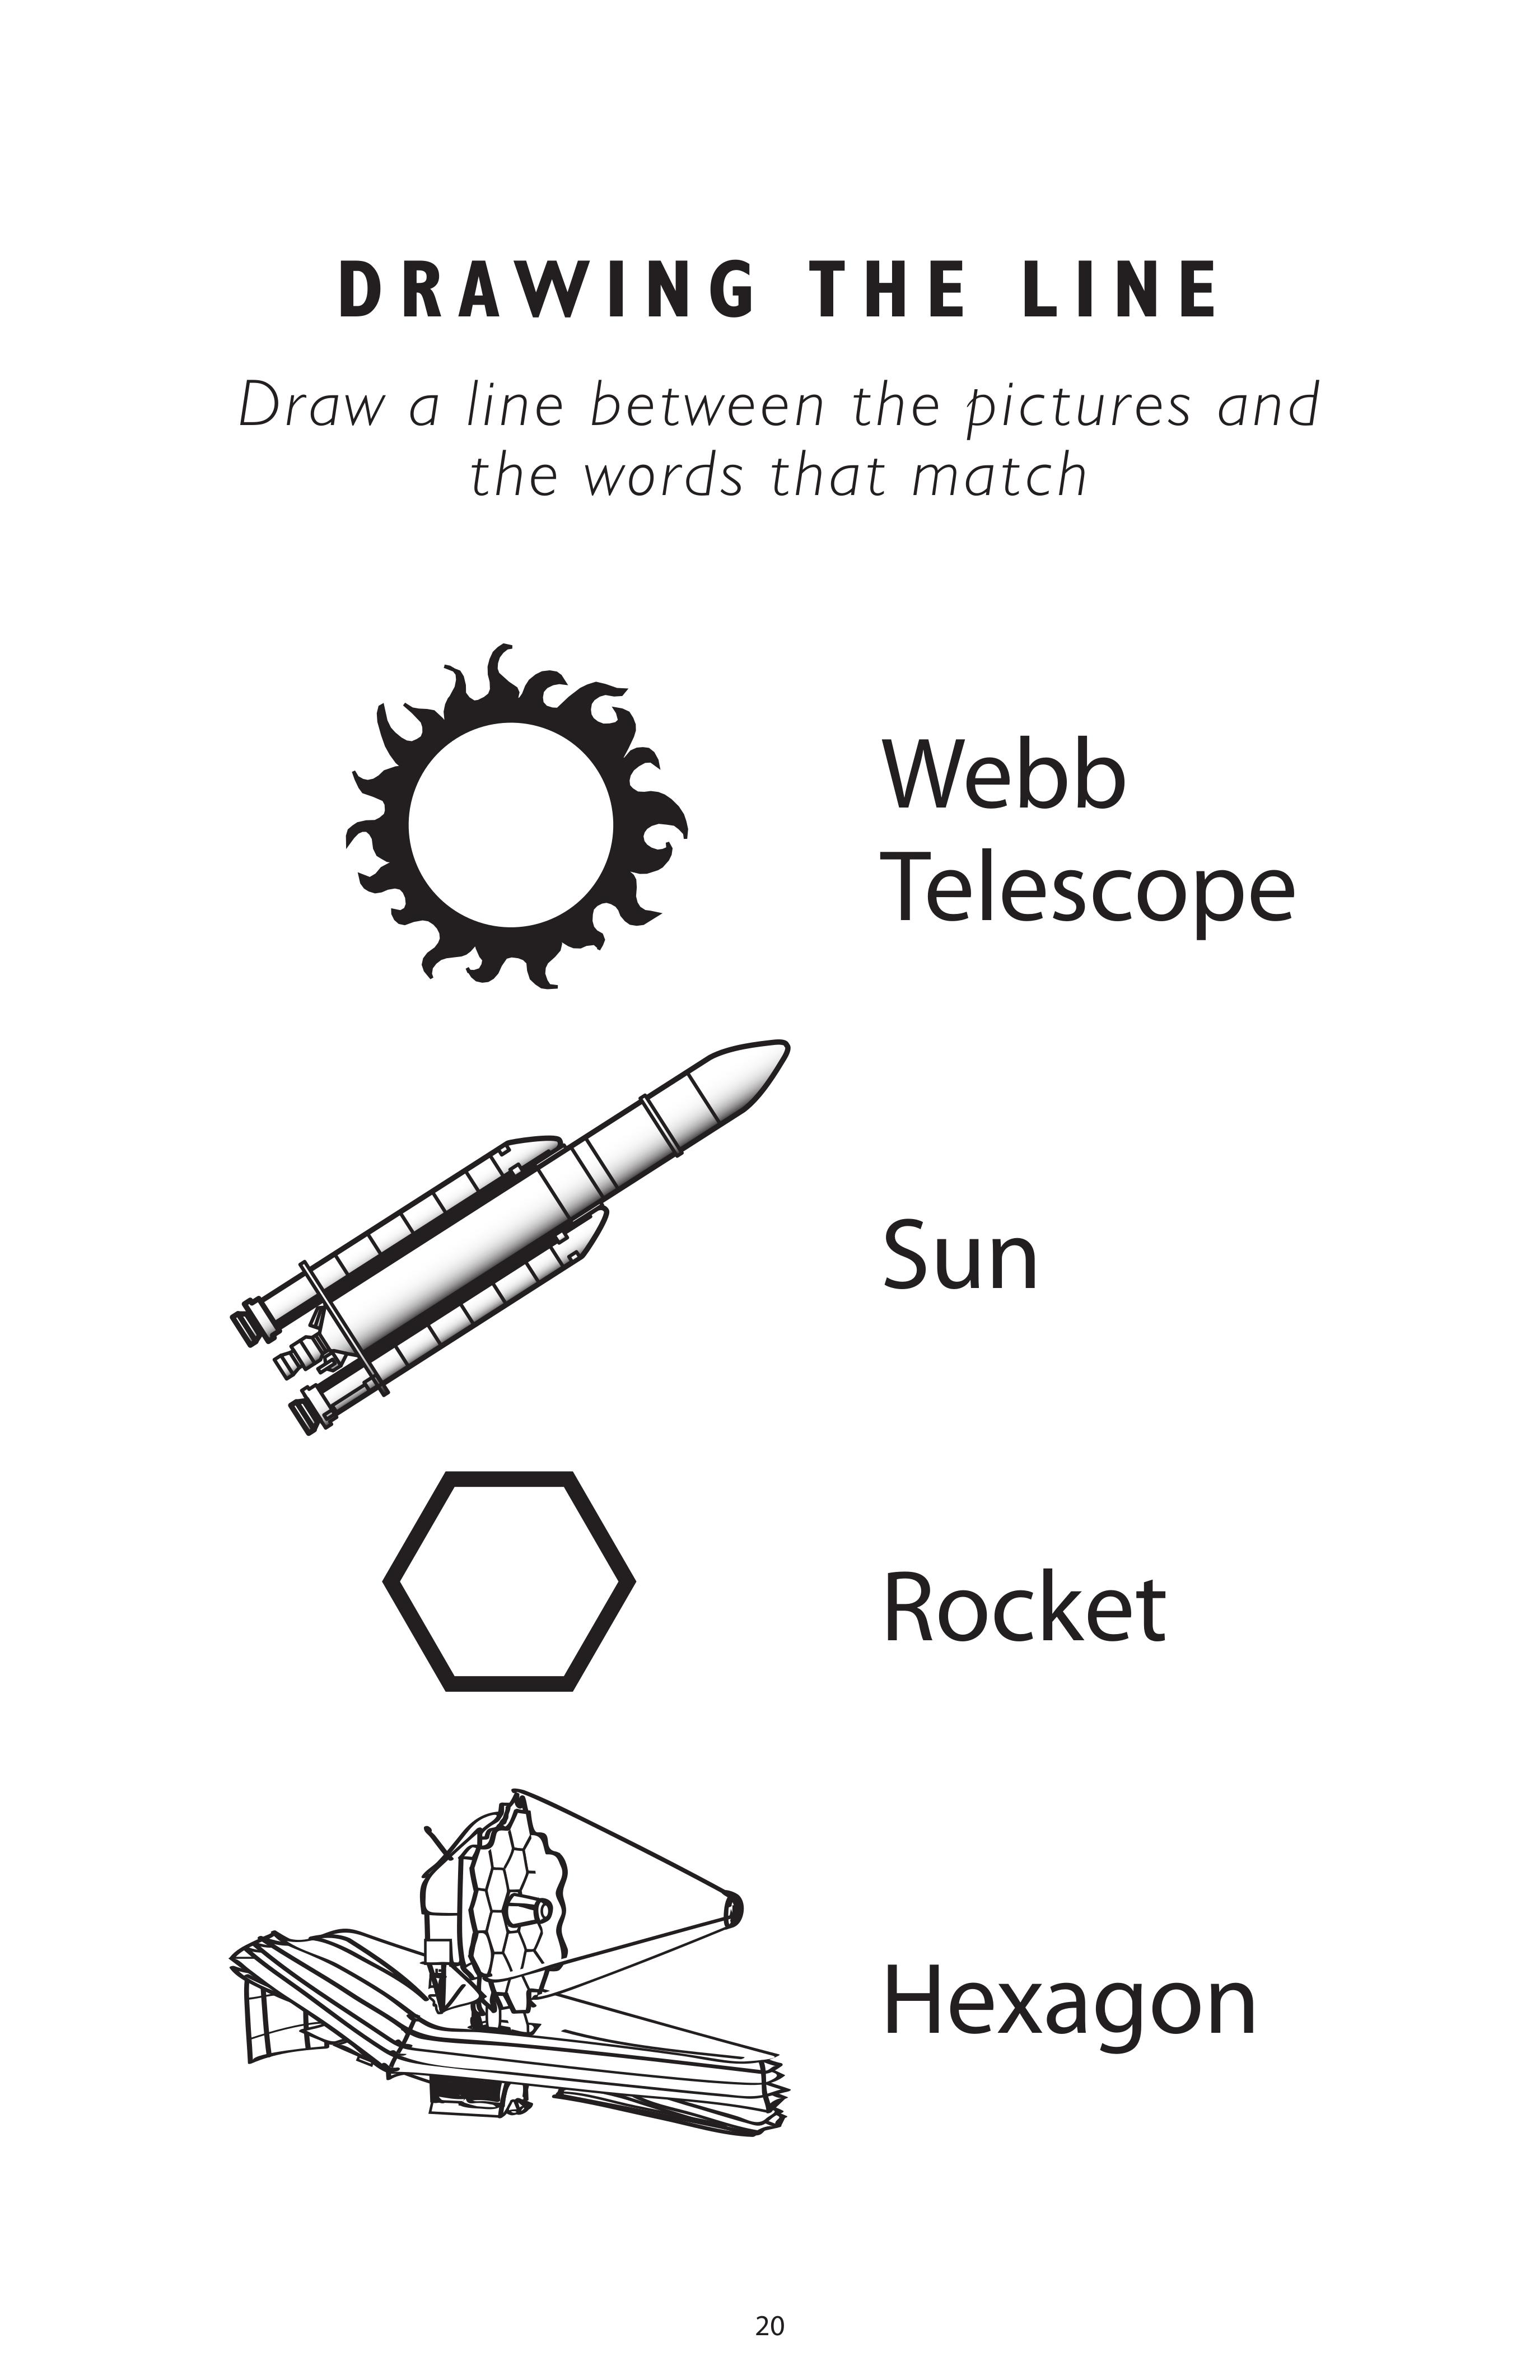 DRAWING THE LINE
Draw a line between the pictures and
the words that match
Webb
Telescope
Sun
Rocket
Hexagon
20